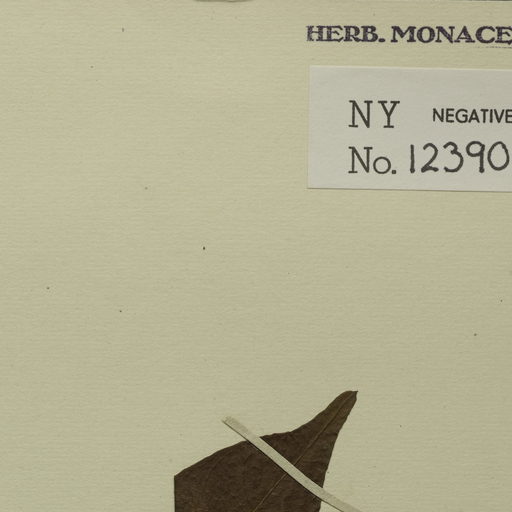 HERB. MONACE
NY NEGATIVE
No. 12390